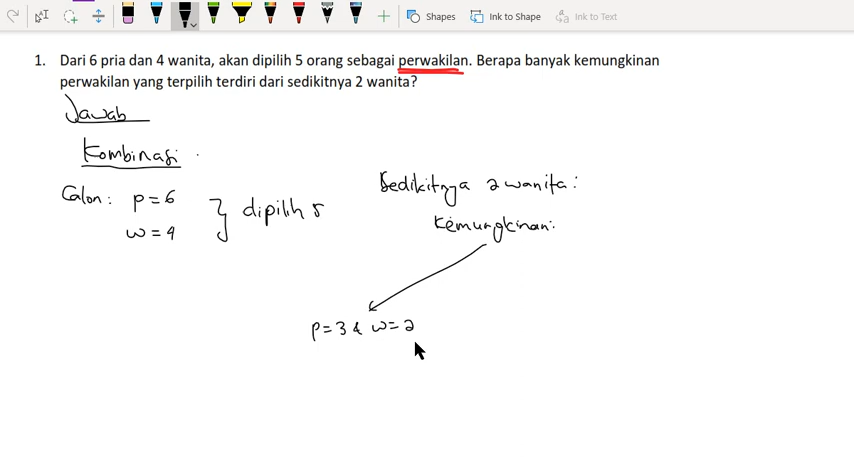 Shapes Ink to Shape Ink to Text
1. Dari 6 pria dan 4 wanita, akan dipilih 5 orang sebagai perwakilan. Berapa banyak kemungkinan
perwakilan yang terpilih terdiri dari sedikitnya 2 wanita?
Jawab
Kombinasi .
Calon: p = 6
w = 4
} dipilih 5
Sedikitnya 2 wanita:
Kemungkinan:
p = 3 & w = 2